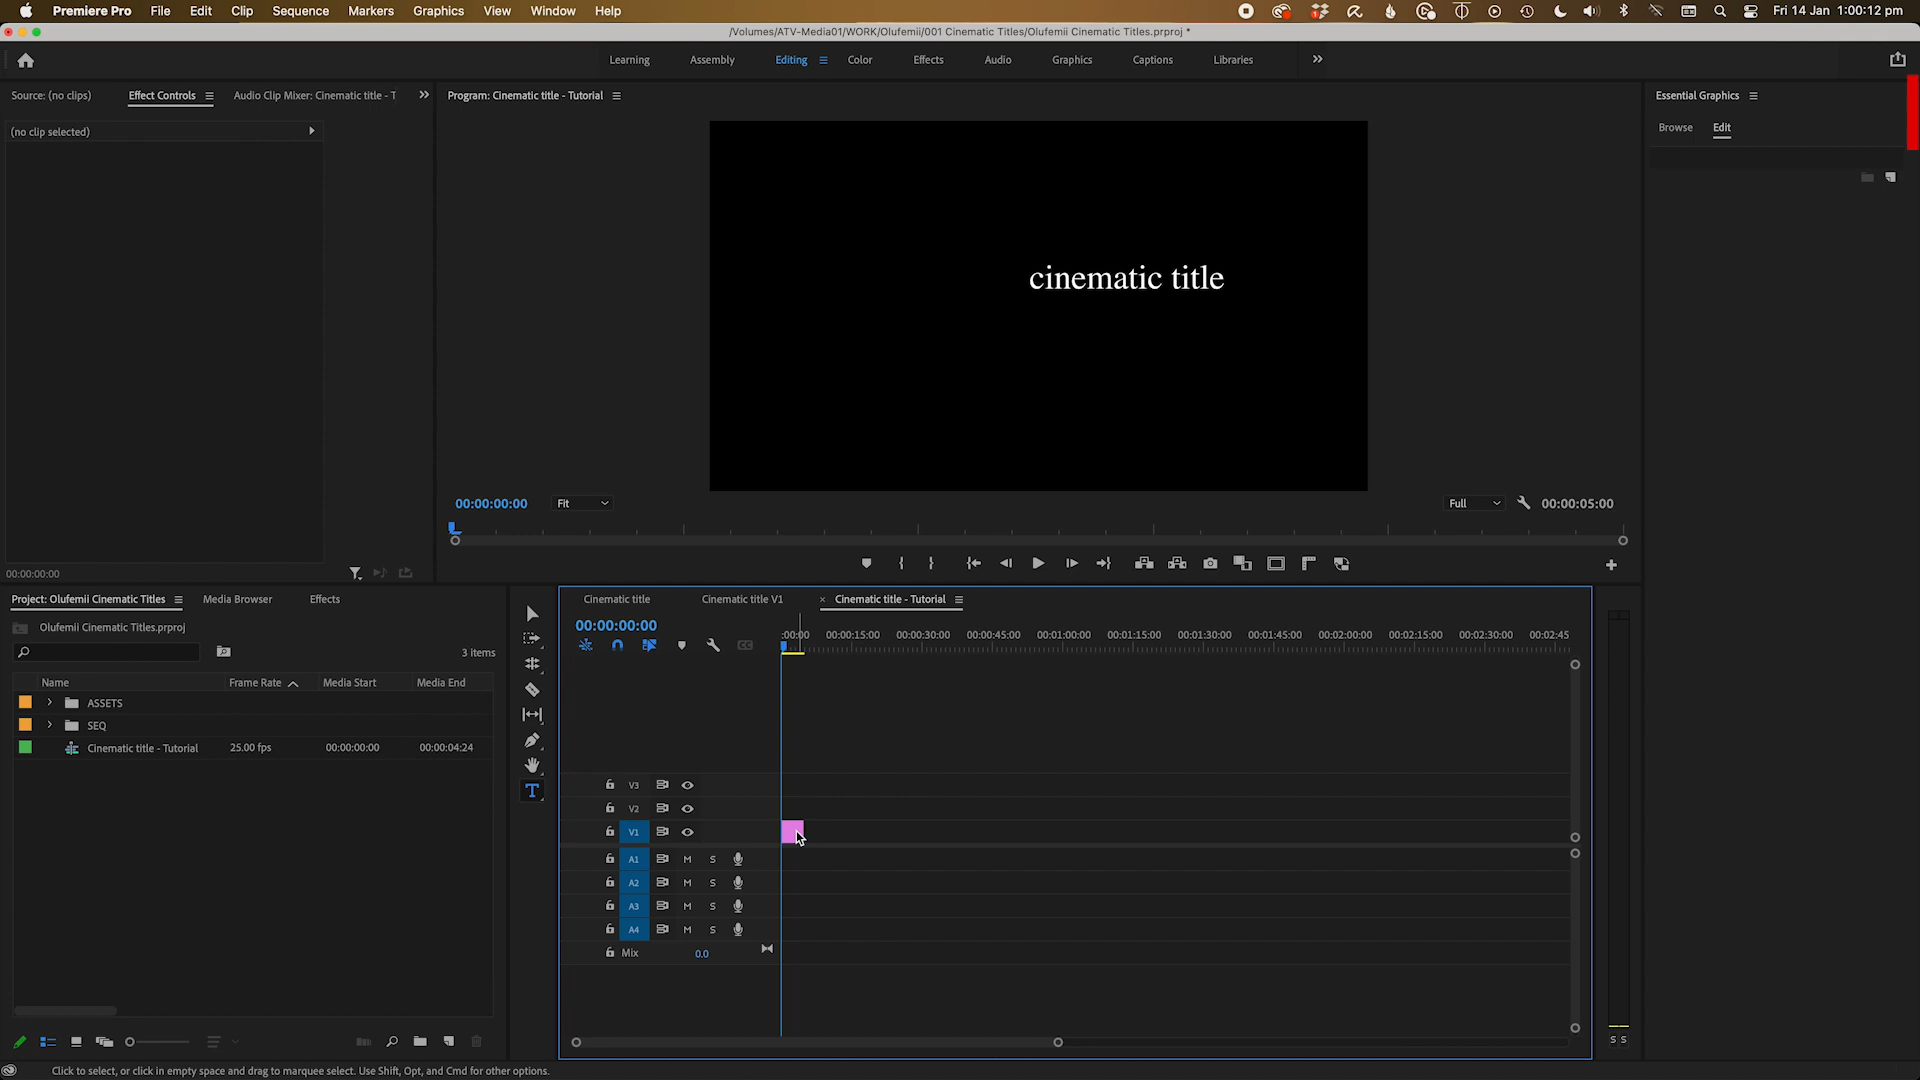 Premiere Pro File Edit Clip Sequence Markers Graphics View Window Help Fri 14 Jan 1:00:12 pm
/Volumes/ATV-Media01/WORK/Olufemii/001 Cinematic Titles/Olufemii Cinematic Titles.prproj *
Learning Assembly Editing Color Effects Audio Graphics Captions Libraries
Source: (no clips) Effect Controls Audio Clip Mixer: Cinematic title - T
(no clip selected)
00:00:00:00
Program: Cinematic title - Tutorial
cinematic title
00:00:00:00 Fit Full 00:00:05:00
Essential Graphics
Browse Edit
Project: Olufemii Cinematic Titles Media Browser Effects
Olufemii Cinematic Titles.prproj
3 items
Name Frame Rate Media Start Media End
ASSETS
SEQ
Cinematic title - Tutorial 25.00 fps 00:00:00:00 00:00:04:24
Cinematic title Cinematic title V1 × Cinematic title - Tutorial
00:00:00:00
:00:00 00:00:15:00 00:00:30:00 00:00:45:00 00:01:00:00 00:01:15:00 00:01:30:00 00:01:45:00 00:02:00:00 00:02:15:00 00:02:30:00 00:02:45
CC
T
V3
V2
V1
A1 M S
A2 M S
A3 M S
A4 M S
Mix 0.0
S S
Click to select, or click in empty space and drag to marquee select. Use Shift, Opt, and Cmd for other options.